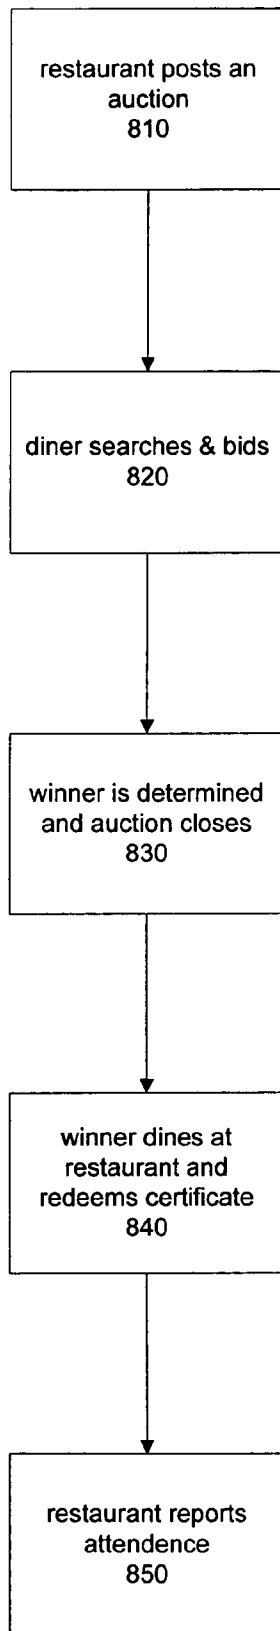 restaurant posts an
auction
810
diner searches & bids
820
winner is determined
and auction closes
830
winner dines at
restaurant and
redeems certificate
840
restaurant reports
attendence
850